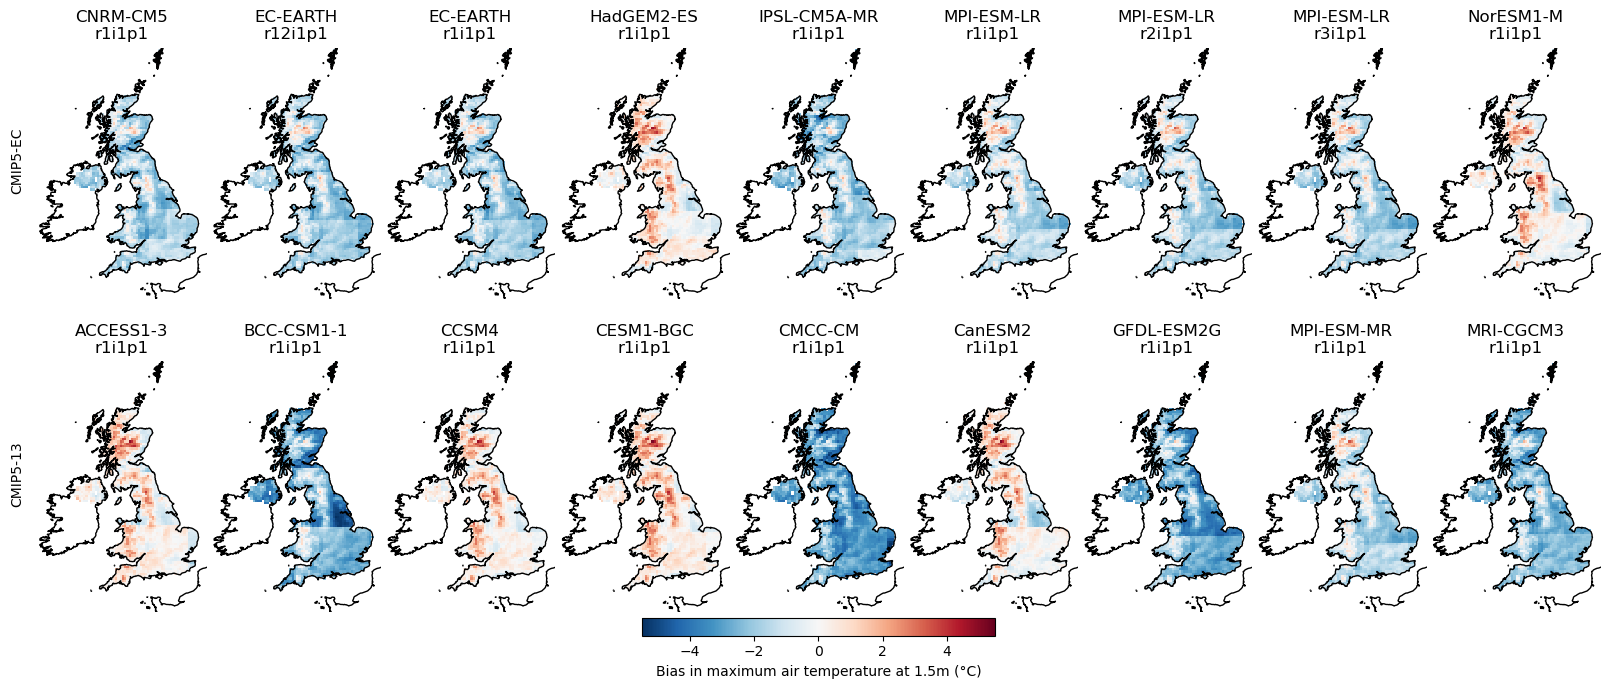 CNRM-CM5 EC-EARTH EC-EARTH HadGEM2-ES IPSL-CM5A-MR MPI-ESM-LR MPI-ESM-LR MPI-ESM-LR NorESM1-M
r1i1p1 r12i1p1 r1i1p1 r1i1p1 r1i1p1 r1i1p1 r2i1p1 r3i1p1 r1i1p1
CMIP5-EC
ACCESS1-3 BCC-CSM1-1 CCSM4 CESM1-BGC CMCC-CM CanESM2 GFDL-ESM2G MPI-ESM-MR MRI-CGCM3
r1i1p1 r1i1p1 r1i1p1 r1i1p1 r1i1p1 r1i1p1 r1i1p1 r1i1p1 r1i1p1
CMIP5-13
−4 −2 0 2 4
Bias in maximum air temperature at 1.5m (°C)